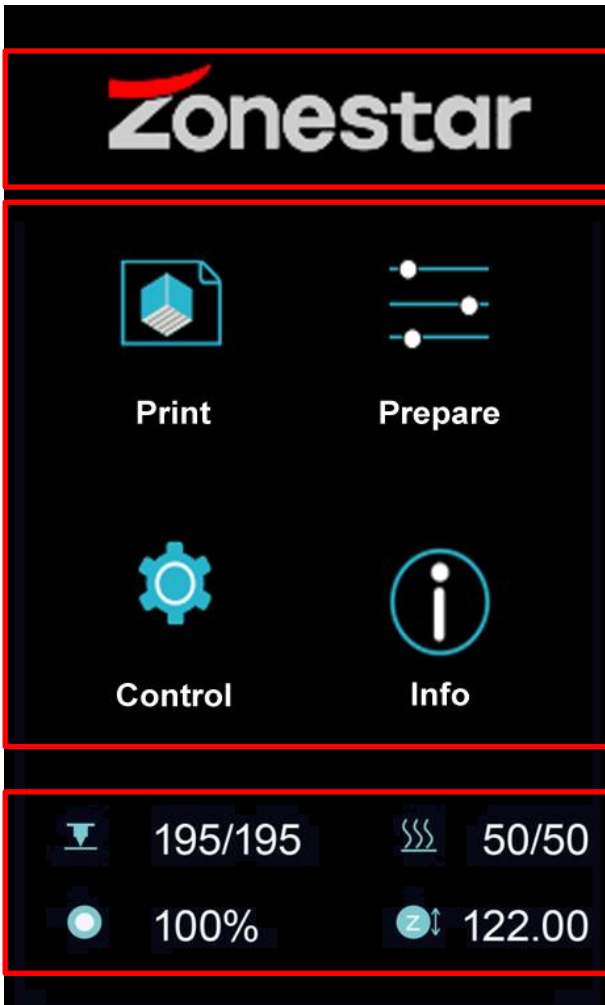 Zonestar
Print Prepare
Control Info
195/195 50/50
100% Z 122.00